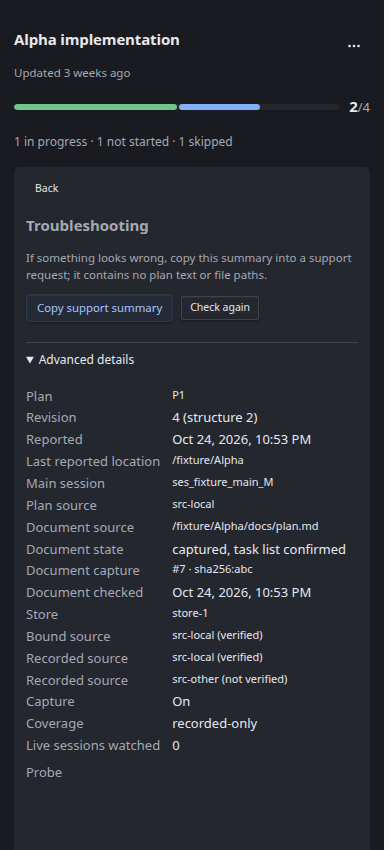 Alpha implementation
...
Updated 3 weeks ago
2/4
1 in progress · 1 not started · 1 skipped
Back
Troubleshooting
If something looks wrong, copy this summary into a support
request; it contains no plan text or file paths.
Copy support summary Check again
▼ Advanced details
Plan P1
Revision 4 (structure 2)
Reported Oct 24, 2026, 10:53 PM
Last reported location /fixture/Alpha
Main session ses_fixture_main_M
Plan source src-local
Document source /fixture/Alpha/docs/plan.md
Document state captured, task list confirmed
Document capture #7 · sha256:abc
Document checked Oct 24, 2026, 10:53 PM
Store store-1
Bound source src-local (verified)
Recorded source src-local (verified)
Recorded source src-other (not verified)
Capture On
Coverage recorded-only
Live sessions watched 0
Probe